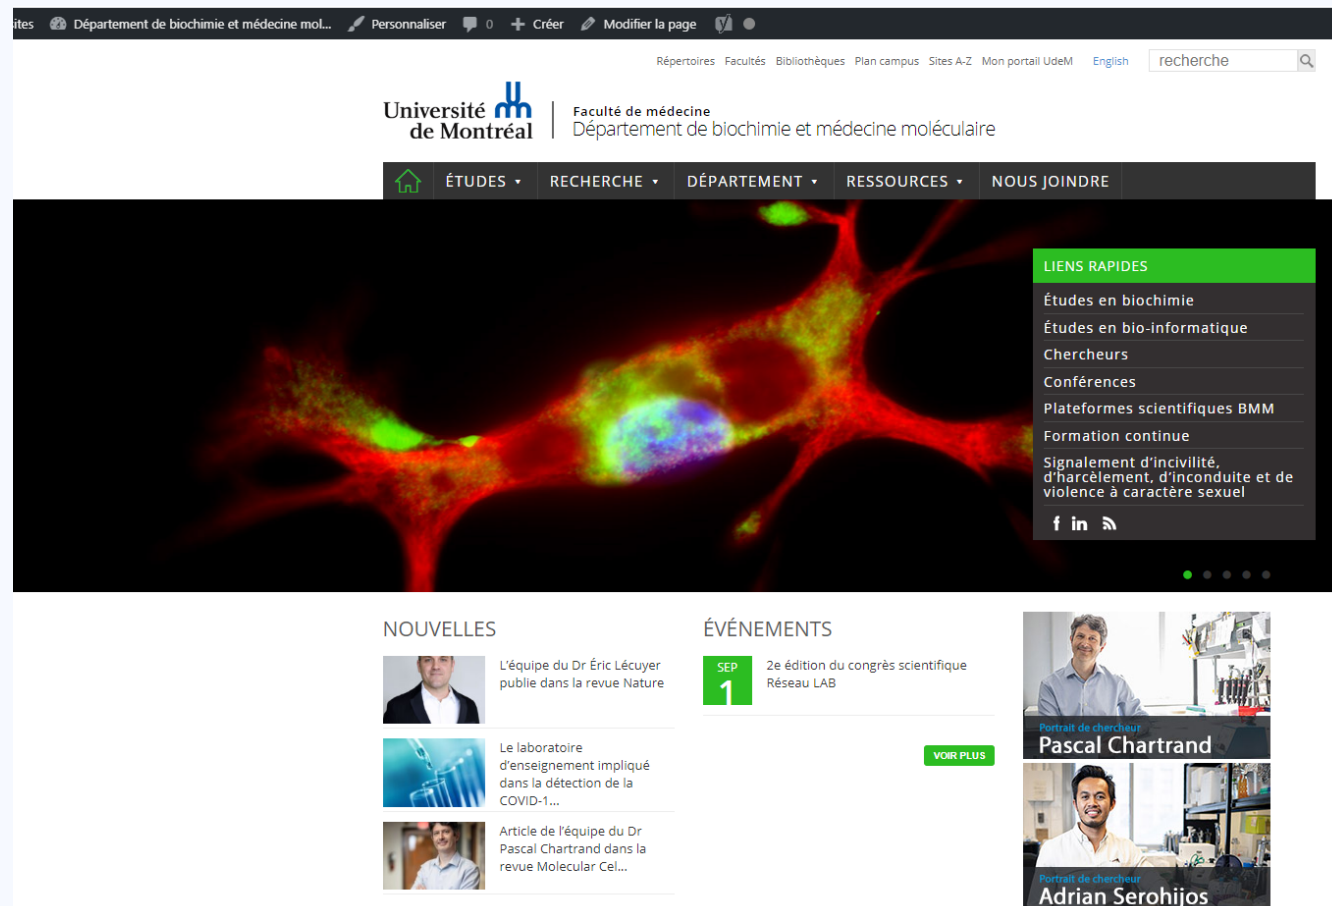 ites Département de biochimie et médecine mol... Personnaliser 0 Créer Modifier la page
Répertoires Facultés Bibliothèques Plan campus Sites A-Z Mon portail UdeM English recherche
Université
de Montréal
Faculté de médecine
Département de biochimie et médecine moléculaire
ÉTUDES RECHERCHE DÉPARTEMENT RESSOURCES NOUS JOINDRE
LIENS RAPIDES
Études en biochimie
Études en bio-informatique
Chercheurs
Conférences
Plateformes scientifiques BMM
Formation continue
Signalement d'incivilité,
d'harcèlement, d'inconduite et de
violence à caractère sexuel
NOUVELLES
L'équipe du Dr Éric Lécuyer
publie dans la revue Nature
Le laboratoire
d'enseignement impliqué
dans la détection de la
COVID-1...
Article de l'équipe du Dr
Pascal Chartrand dans la
revue Molecular Cel...
ÉVÉNEMENTS
SEP
1
2e édition du congrès scientifique
Réseau LAB
VOIR PLUS
Portrait de chercheur
Pascal Chartrand
Portrait de chercheur
Adrian Serohijos